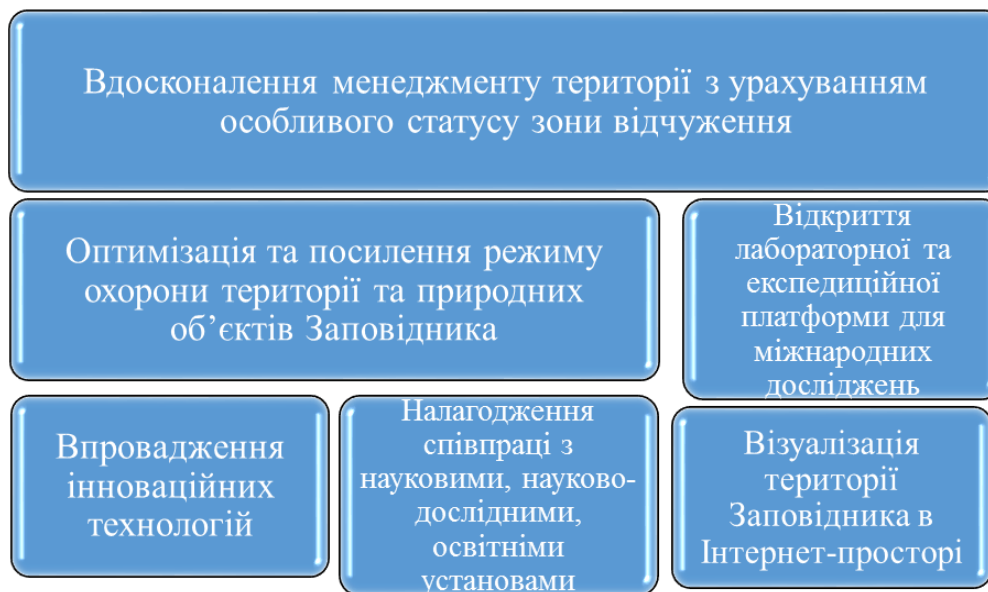 Вдосконалення менеджменту території з урахуванням
особливого статусу зони відчуження
Оптимізація та посилення режиму
охорони території та природних
об’єктів Заповідника
Відкриття
лабораторної та
експедиційної
платформи для
міжнародних
досліджень
Впровадження
інноваційних
технологій
Налагодження
співпраці з
науковими, науково-
дослідними,
освітніми
установами
Візуалізація
території
Заповідника в
Інтернет-просторі